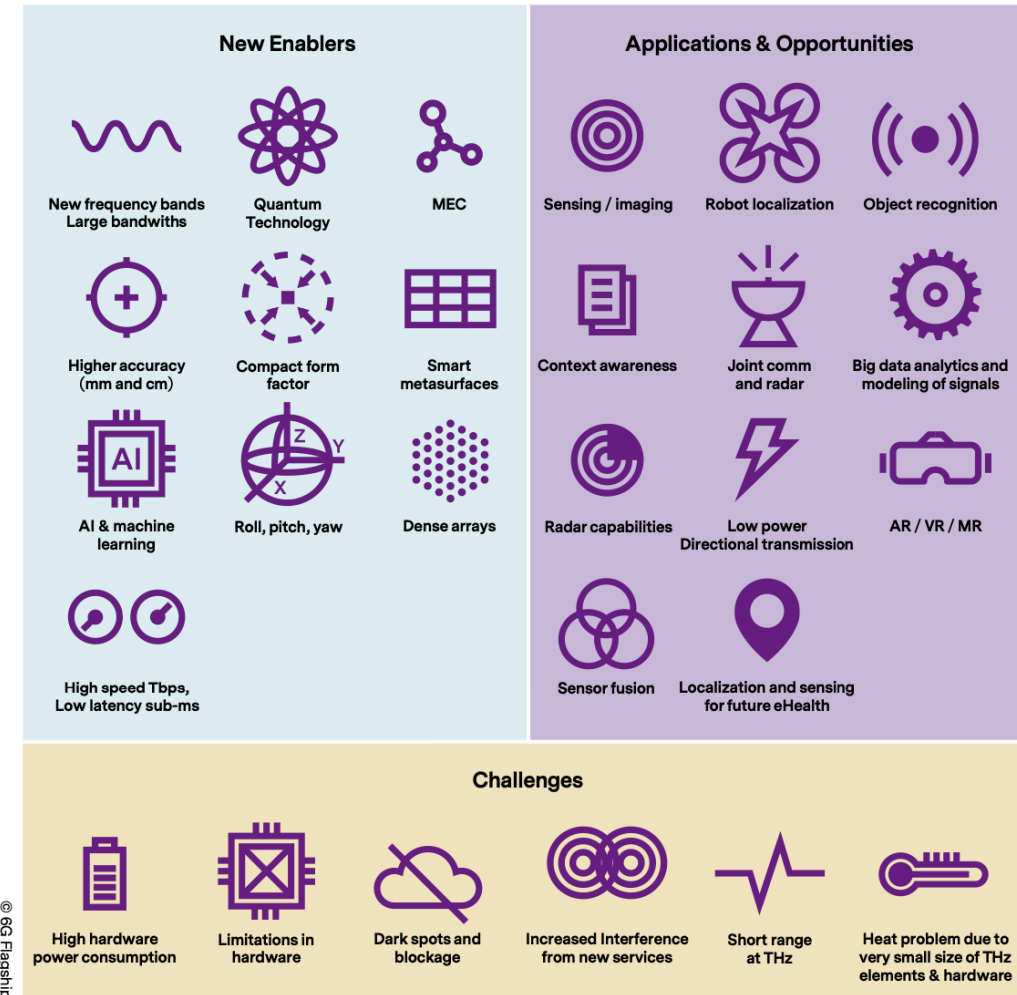 New Enablers
New frequency bands
Large bandwiths
Quantum
Technology
MEC
Higher accuracy
(mm and cm)
Compact form
factor
Smart
metasurfaces
AI
AI & machine
learning
Z
Y
X
Roll, pitch, yaw
Dense arrays
High speed Tbps,
Low latency sub-ms
Applications & Opportunities
Sensing / imaging
Robot localization
Object recognition
Context awareness
Joint comm
and radar
Big data analytics and
modeling of signals
Radar capabilities
Low power
Directional transmission
AR / VR / MR
Sensor fusion
Localization and sensing
for future eHealth
Challenges
High hardware
power consumption
Limitations in
hardware
Dark spots and
blockage
Increased Interference
from new services
Short range
at THz
Heat problem due to
very small size of THz
elements & hardware
© 6G Flagship